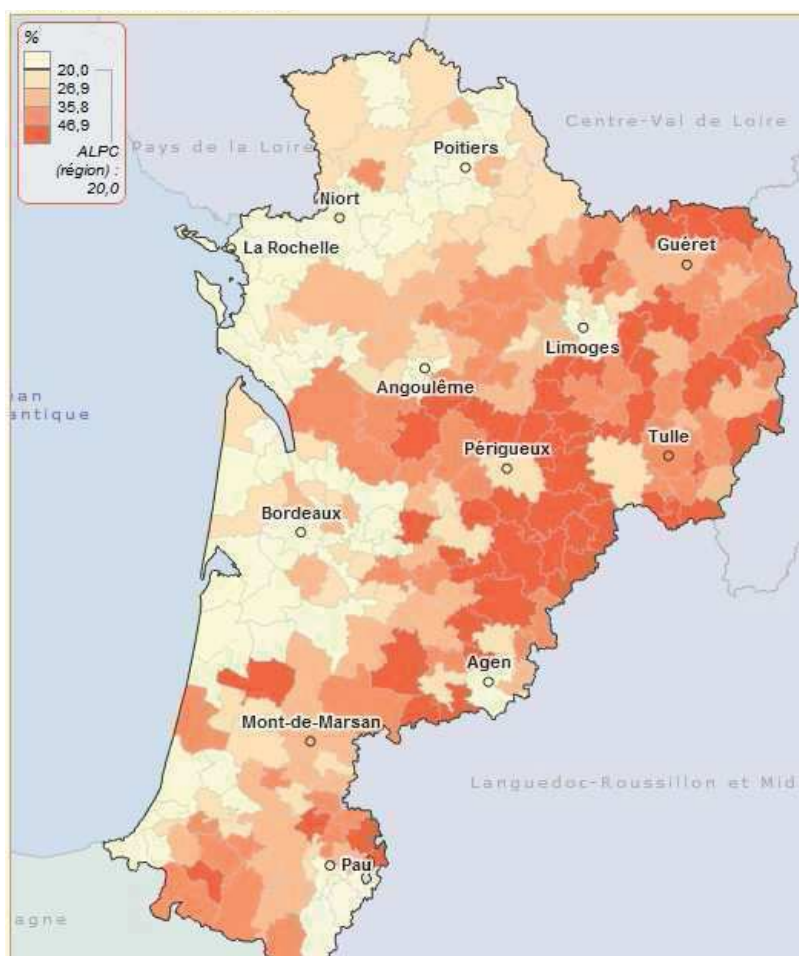 %
20,0
26,9
35,8
46,9
ALPC
(région) :
20,0
Pays de la Loire
Centre-Val de Loire
Poitiers
Niort
La Rochelle
Guéret
Limoges
Angoulême
antique
Périgueux
Tulle
Bordeaux
Agen
Mont-de-Marsan
Languedoc-Roussillon et Mid
Pau
agne